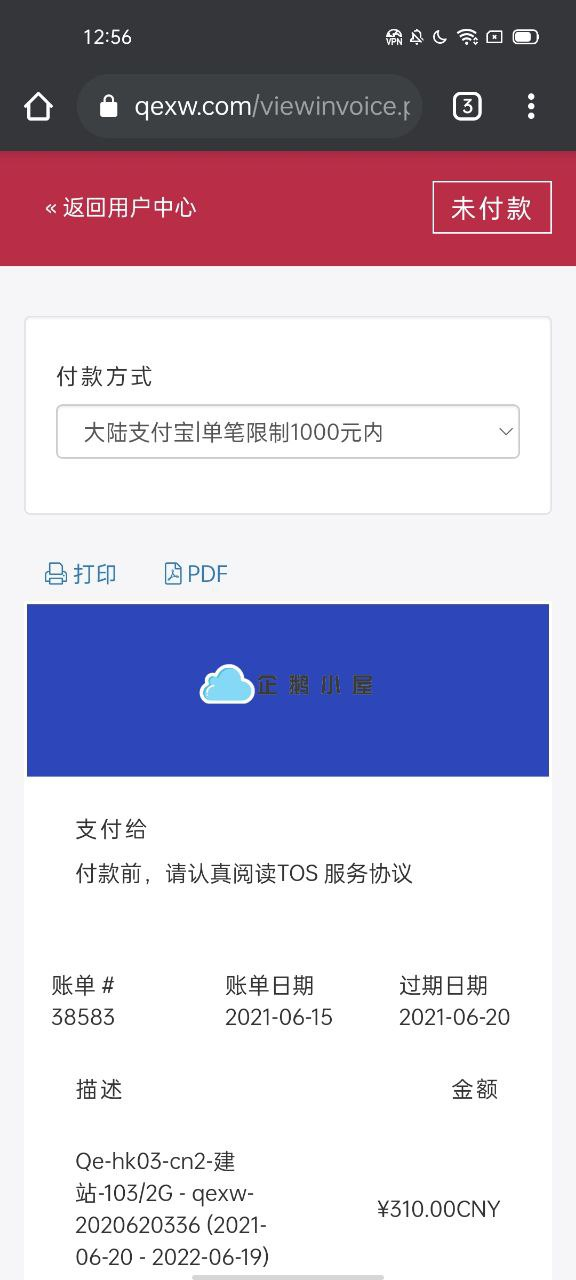 12:56
VPN
qexw.com/viewinvoice.p
3
« 返回用户中心
未付款
付款方式
大陆支付宝|单笔限制1000元内
打印
PDF
企鹅小屋
支付给
付款前，请认真阅读TOS 服务协议
账单 #
38583
账单日期
2021-06-15
过期日期
2021-06-20
描述
金额
Qe-hk03-cn2-建
站-103/2G - qexw-
2020620336 (2021-
06-20 - 2022-06-19)
¥310.00CNY